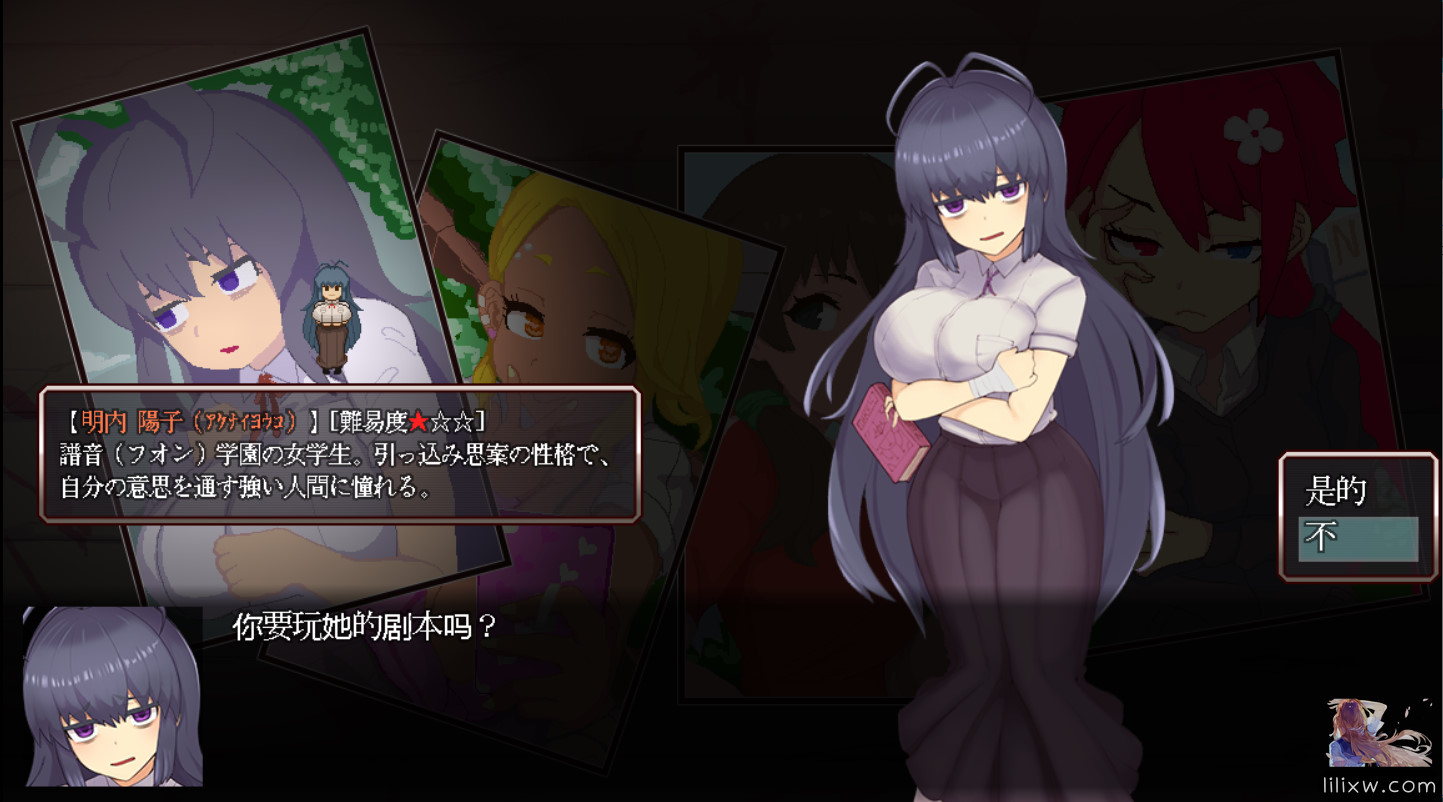 【明内 陽子（ｱｹﾅｲﾖｳｺ）】[難易度★☆☆]
譜音（フオン）学園の女学生。引っ込み思案の性格で、
自分の意思を通す強い人間に憧れる。
是的
不
你要玩她的剧本吗？
N
lilixw.com